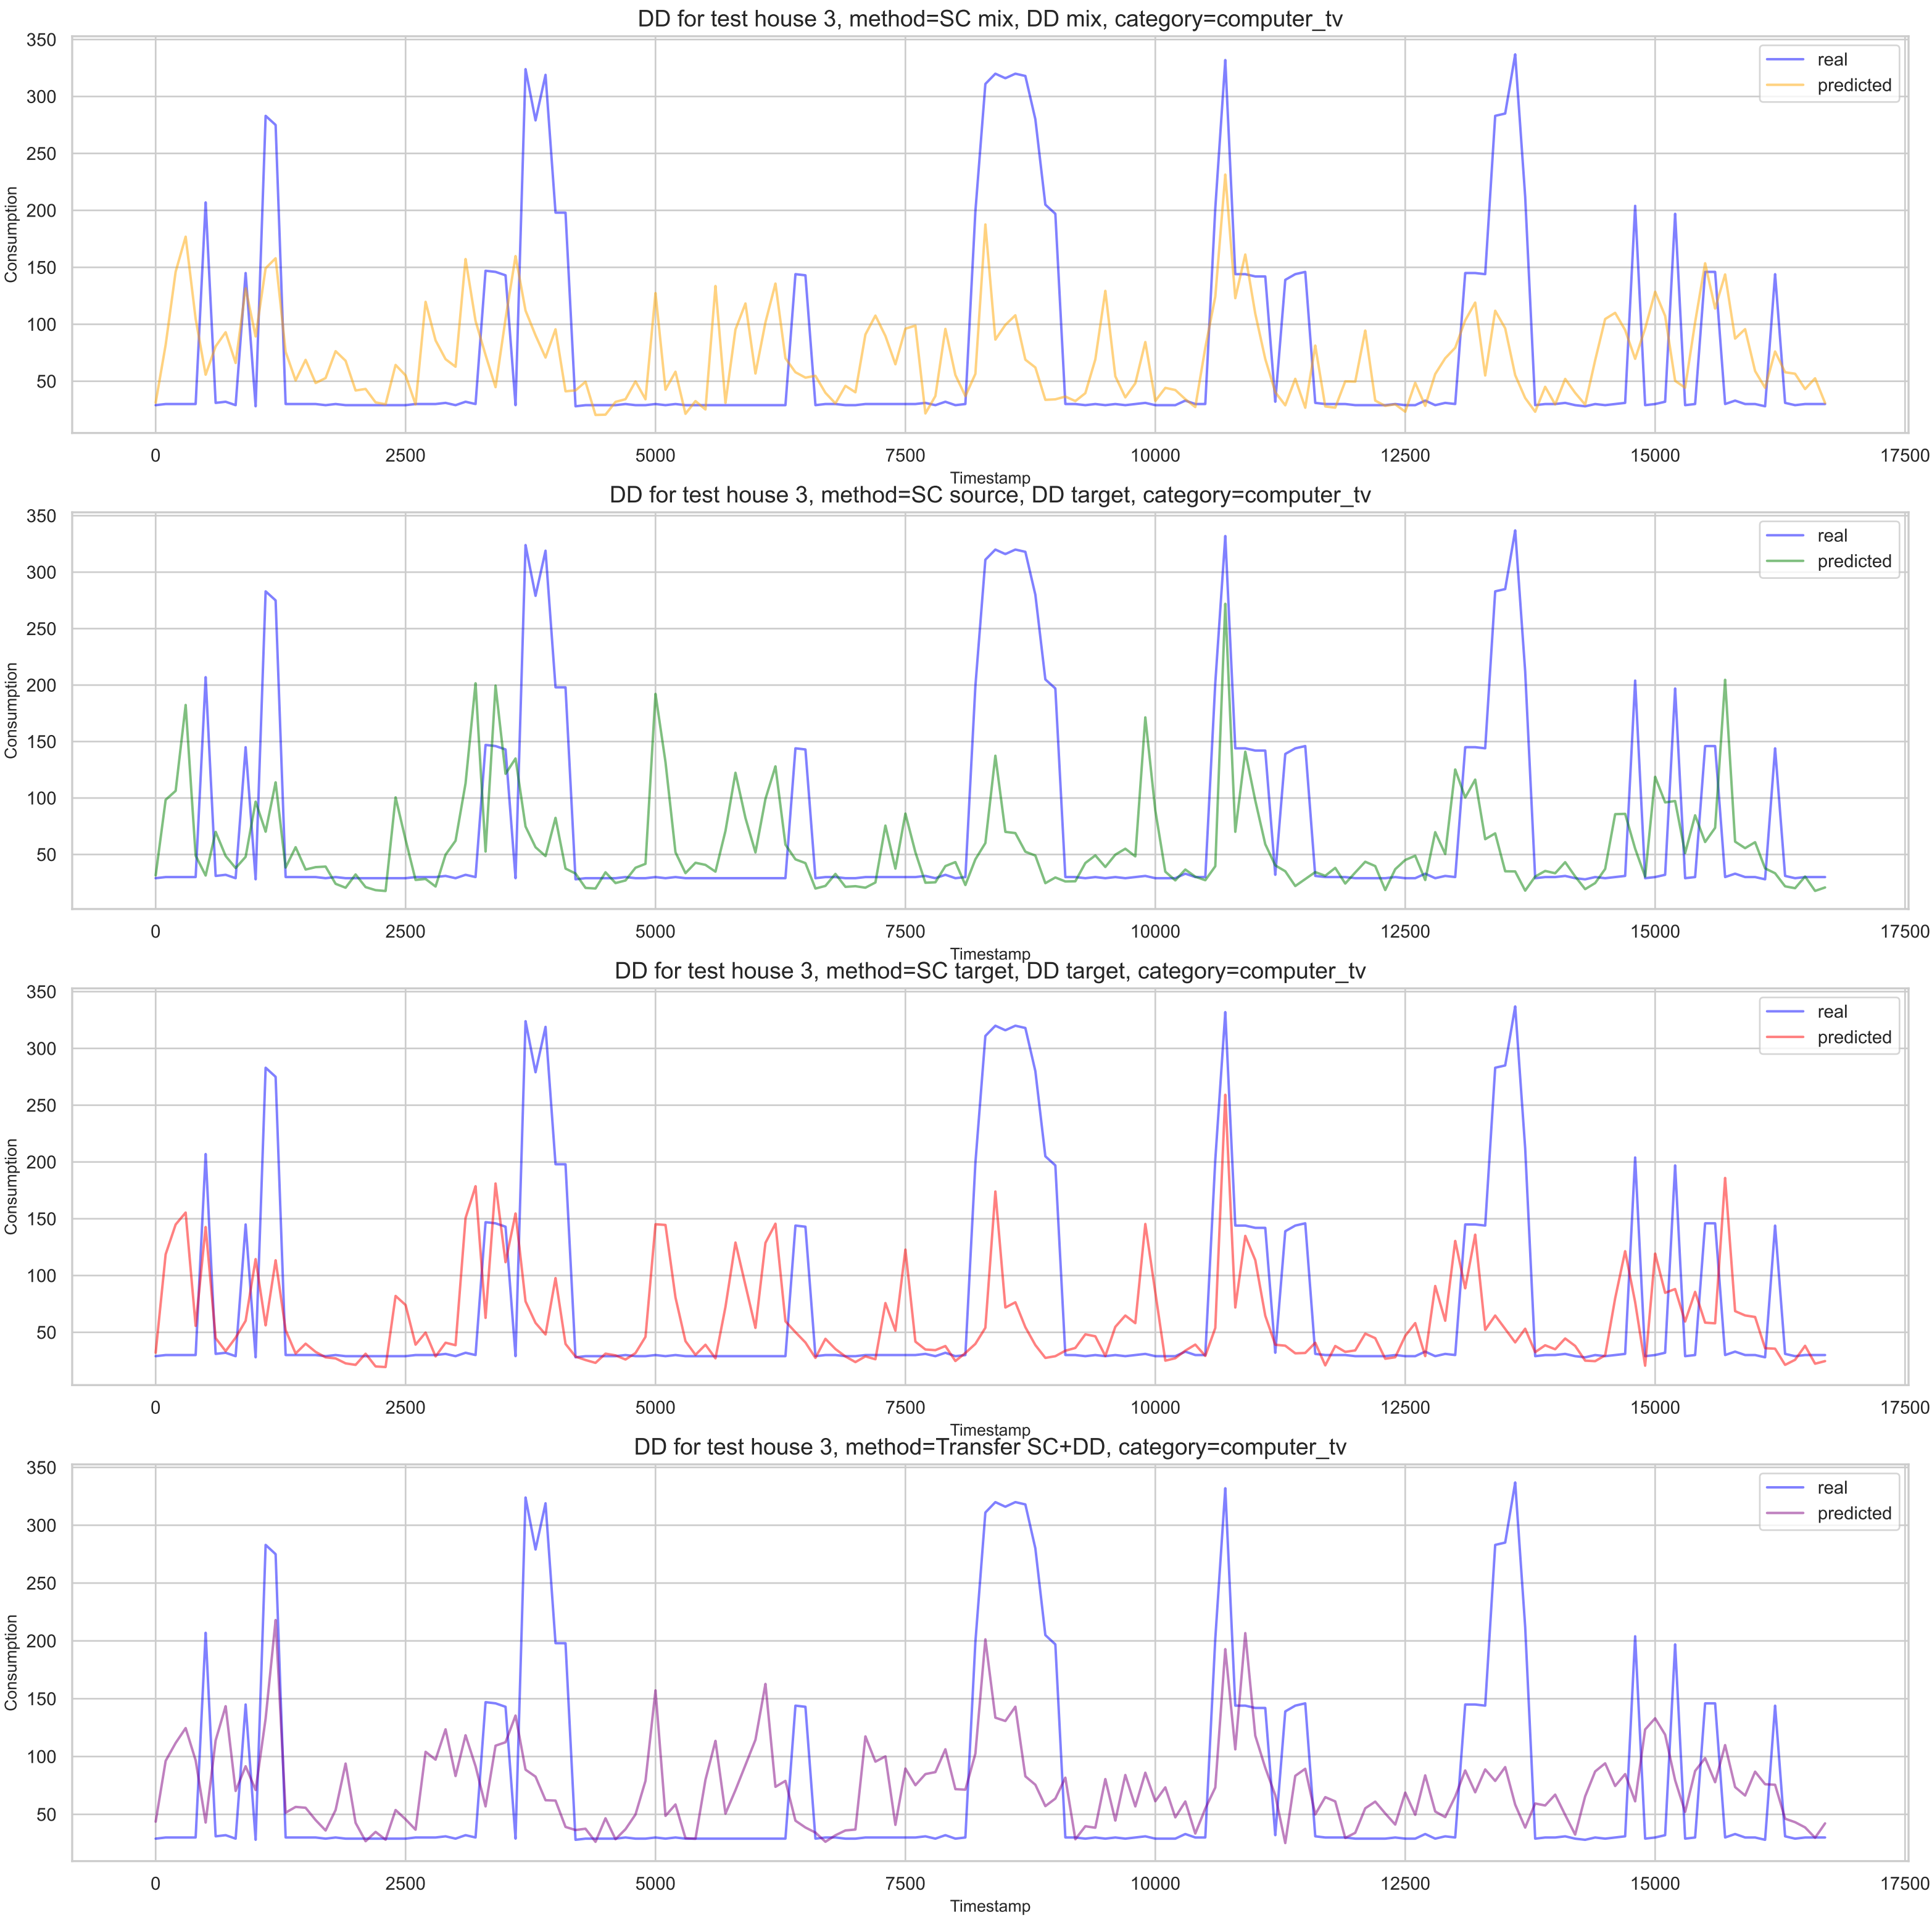 DD for test house 3, method=SC mix, DD mix, category=computer_tv
350
300
250
200
150
100
50
Consumption
real
predicted
0 2500 5000 7500 10000 12500 15000 17500
Timestamp
DD for test house 3, method=SC source, DD target, category=computer_tv
350
300
250
200
150
100
50
Consumption
real
predicted
0 2500 5000 7500 10000 12500 15000 17500
Timestamp
DD for test house 3, method=SC target, DD target, category=computer_tv
350
300
250
200
150
100
50
Consumption
real
predicted
0 2500 5000 7500 10000 12500 15000 17500
Timestamp
DD for test house 3, method=Transfer SC+DD, category=computer_tv
350
300
250
200
150
100
50
Consumption
real
predicted
0 2500 5000 7500 10000 12500 15000 17500
Timestamp